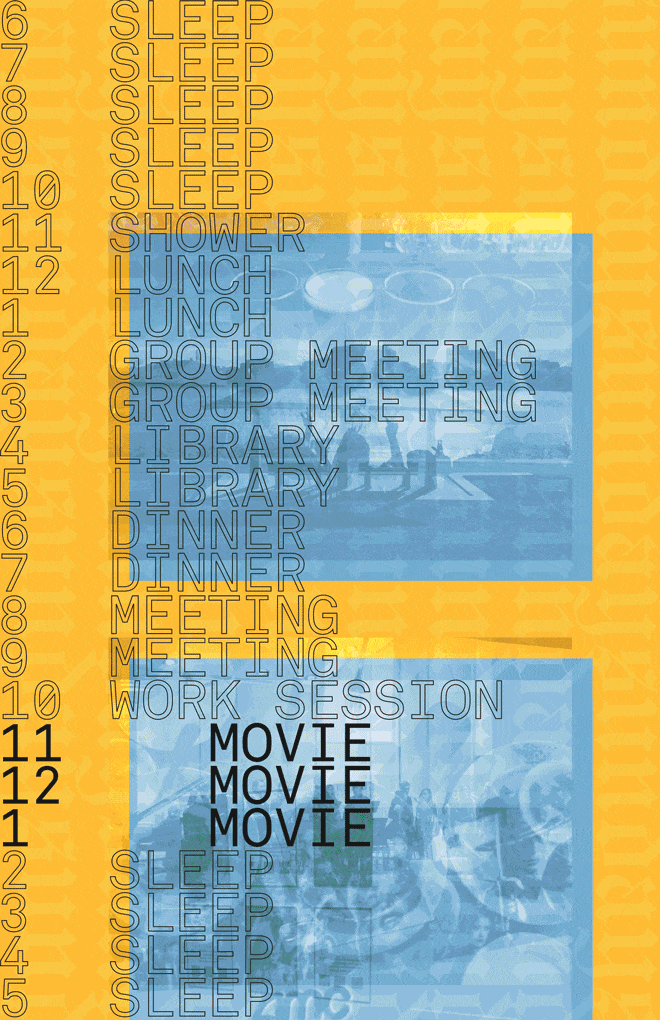 6 SLEEP
7 SLEEP
8 SLEEP
9 SLEEP
10 SLEEP
11 SHOWER
12 LUNCH
1 LUNCH
2 GROUP MEETING
3 GROUP MEETING
4 LIBRARY
5 LIBRARY
6 DINNER
7 DINNER
8 MEETING
9 MEETING
10 WORK SESSION
11 MOVIE
12 MOVIE
1 MOVIE
2 SLEEP
3 SLEEP
4 SLEEP
5 SLEEP